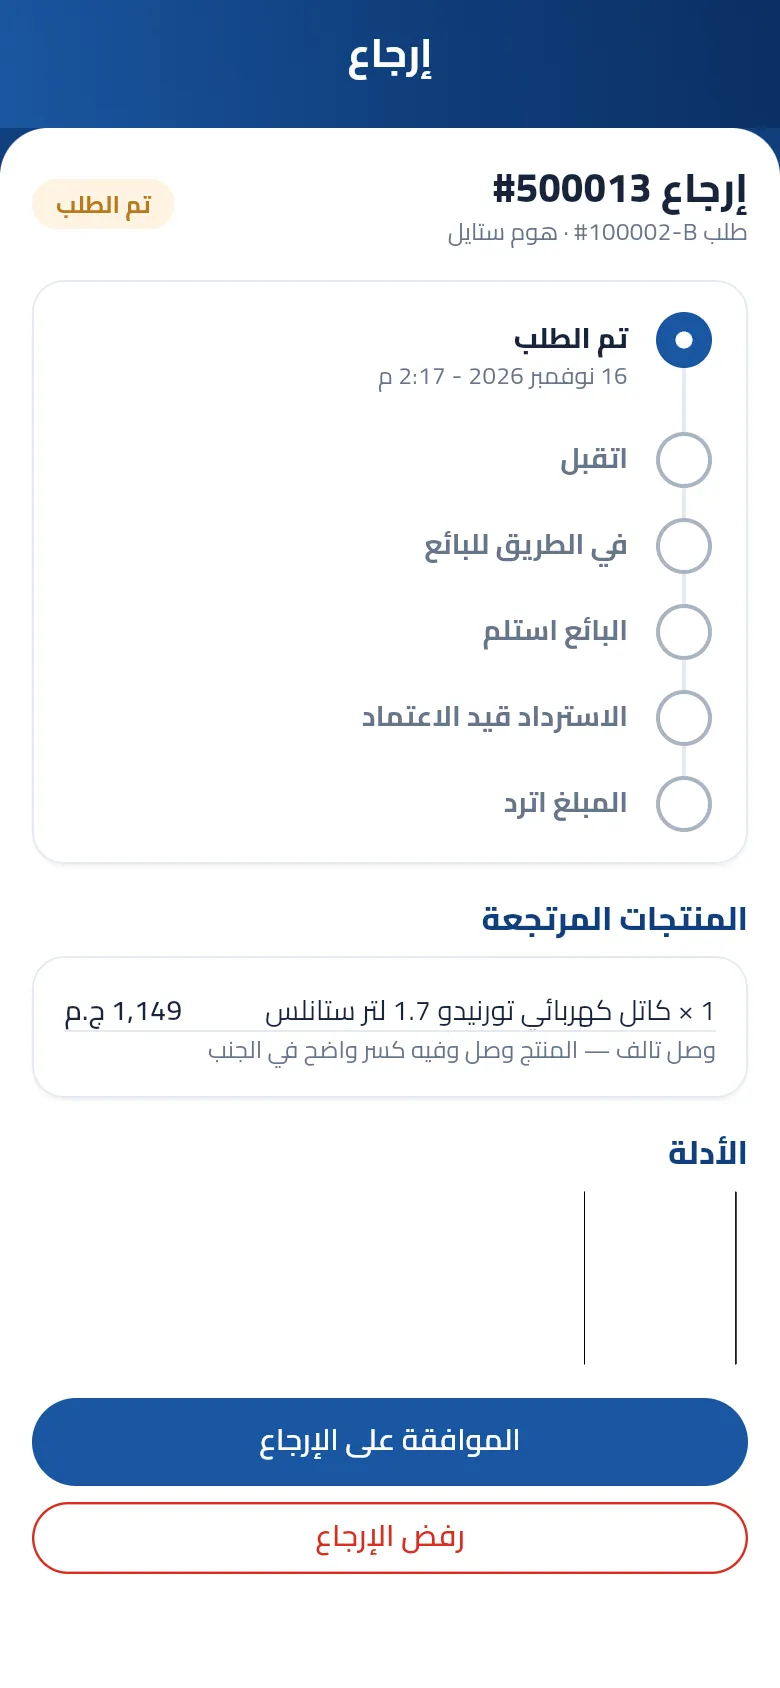 إرجاع
إرجاع 500013#
تم الطلب
طلب 100002-B# · هوم ستايل
تم الطلب
16 نوفمبر 2026 - 2:17 م
اتقبل
في الطريق للبائع
البائع استلم
الاسترداد قيد الاعتماد
المبلغ اترد
المنتجات المرتجعة
1 × كاتل كهربائي تورنيدو 1.7 لتر ستانلس
1,149 ج.م
وصل تالف — المنتج وصل وفيه كسر واضح في الجنب
الأدلة
الموافقة على الإرجاع
رفض الإرجاع